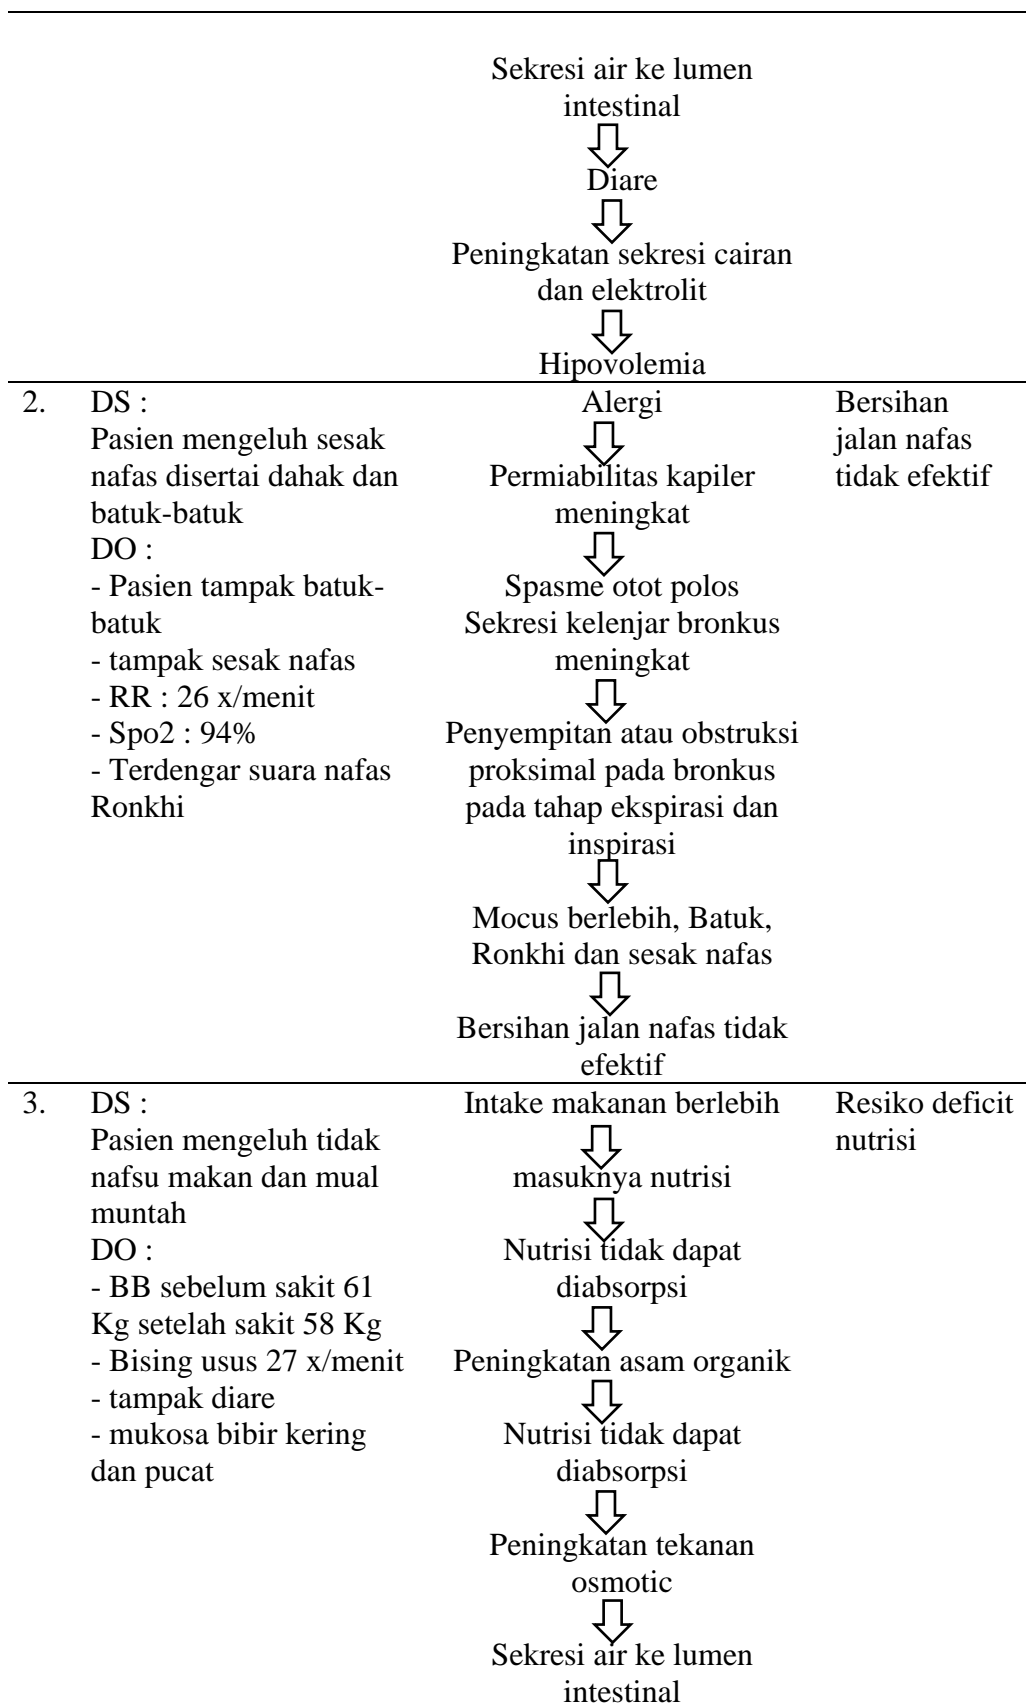 Sekresi air ke lumen
intestinal
Diare
Peningkatan sekresi cairan
dan elektrolit
Hipovolemia
2.
DS :
Pasien mengeluh sesak
nafas disertai dahak dan
batuk-batuk
DO :
- Pasien tampak batuk-
batuk
- tampak sesak nafas
- RR : 26 x/menit
- Spo2 : 94%
- Terdengar suara nafas
Ronkhi
Alergi
Permiabilitas kapiler
meningkat
Spasme otot polos
Sekresi kelenjar bronkus
meningkat
Penyempitan atau obstruksi
proksimal pada bronkus
pada tahap ekspirasi dan
inspirasi
Mocus berlebih, Batuk,
Ronkhi dan sesak nafas
Bersihan jalan nafas tidak
efektif
Bersihan
jalan nafas
tidak efektif
3.
DS :
Pasien mengeluh tidak
nafsu makan dan mual
muntah
DO :
- BB sebelum sakit 61
Kg setelah sakit 58 Kg
- Bising usus 27 x/menit
- tampak diare
- mukosa bibir kering
dan pucat
Intake makanan berlebih
masuknya nutrisi
Nutrisi tidak dapat
diabsorpsi
Peningkatan asam organik
Nutrisi tidak dapat
diabsorpsi
Peningkatan tekanan
osmotic
Sekresi air ke lumen
intestinal
Resiko deficit
nutrisi